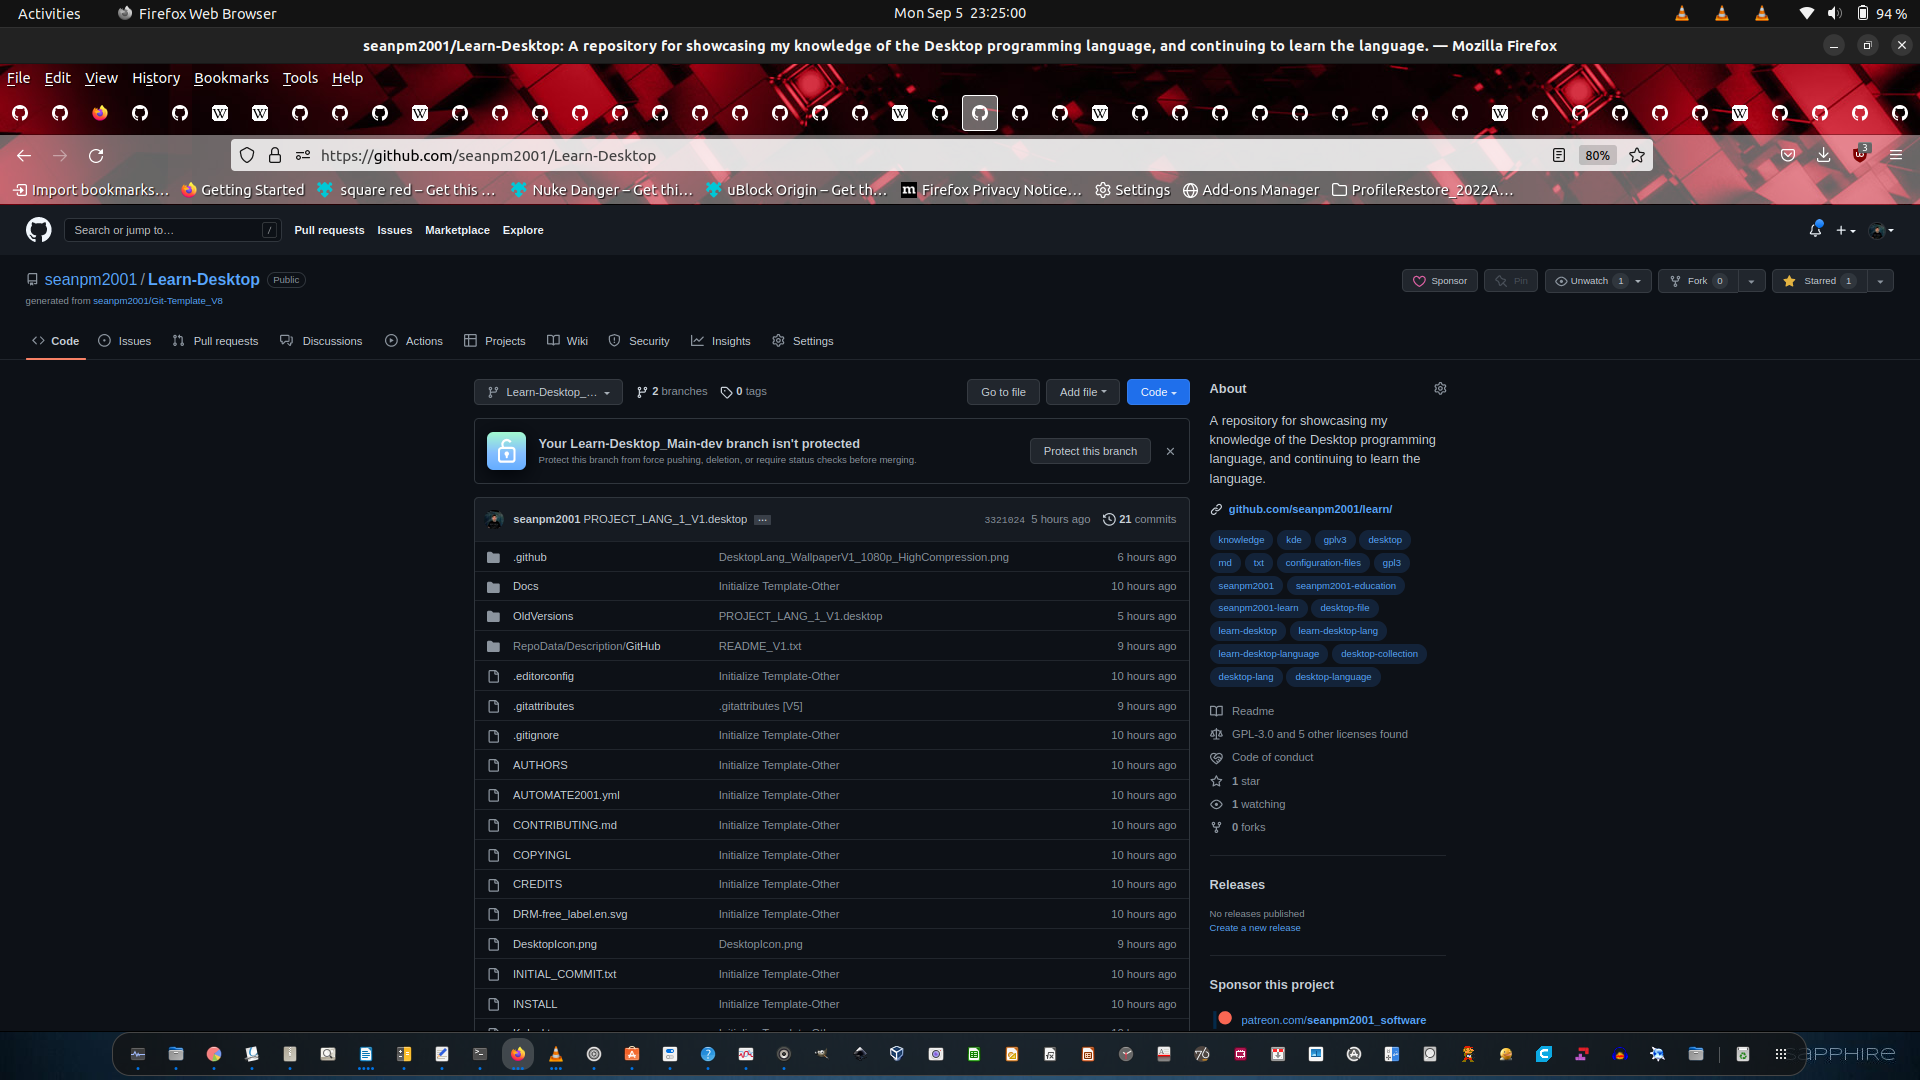 Activities Firefox Web Browser Mon Sep 5 23:25:00 94 %
seanpm2001/Learn-Desktop: A repository for showcasing my knowledge of the Desktop programming language, and continuing to learn the language. — Mozilla Firefox
File Edit View History Bookmarks Tools Help
https://github.com/seanpm2001/Learn-Desktop 80% 3
Import bookmarks… Getting Started square red – Get this … Nuke Danger – Get thi… uBlock Origin – Get th… Firefox Privacy Notice… Settings Add-ons Manager ProfileRestore_2022A…
Search or jump to… / Pull requests Issues Marketplace Explore
seanpm2001 / Learn-Desktop Public Sponsor Pin Unwatch 1 Fork 0 Starred 1
generated from seanpm2001/Git-Template_V8
Code Issues Pull requests Discussions Actions Projects Wiki Security Insights Settings
Learn-Desktop_… 2 branches 0 tags Go to file Add file Code
Your Learn-Desktop_Main-dev branch isn't protected
Protect this branch from force pushing, deletion, or require status checks before merging.
Protect this branch
seanpm2001 PROJECT_LANG_1_V1.desktop … 3321024 5 hours ago 21 commits
.github DesktopLang_WallpaperV1_1080p_HighCompression.png 6 hours ago
Docs Initialize Template-Other 10 hours ago
OldVersions PROJECT_LANG_1_V1.desktop 5 hours ago
RepoData/Description/GitHub README_V1.txt 9 hours ago
.editorconfig Initialize Template-Other 10 hours ago
.gitattributes .gitattributes [V5] 9 hours ago
.gitignore Initialize Template-Other 10 hours ago
AUTHORS Initialize Template-Other 10 hours ago
AUTOMATE2001.yml Initialize Template-Other 10 hours ago
CONTRIBUTING.md Initialize Template-Other 10 hours ago
COPYINGL Initialize Template-Other 10 hours ago
CREDITS Initialize Template-Other 10 hours ago
DRM-free_label.en.svg Initialize Template-Other 10 hours ago
DesktopIcon.png DesktopIcon.png 9 hours ago
INITIAL_COMMIT.txt Initialize Template-Other 10 hours ago
INSTALL Initialize Template-Other 10 hours ago
About
A repository for showcasing my
knowledge of the Desktop programming
language, and continuing to learn the
language.
github.com/seanpm2001/learn/
knowledge kde gplv3 desktop
md txt configuration-files gpl3
seanpm2001 seanpm2001-education
seanpm2001-learn desktop-file
learn-desktop learn-desktop-lang
learn-desktop-language desktop-collection
desktop-lang desktop-language
Readme
GPL-3.0 and 5 other licenses found
Code of conduct
1 star
1 watching
0 forks
Releases
No releases published
Create a new release
Sponsor this project
patreon.com/seanpm2001_software
SAPPHIRE